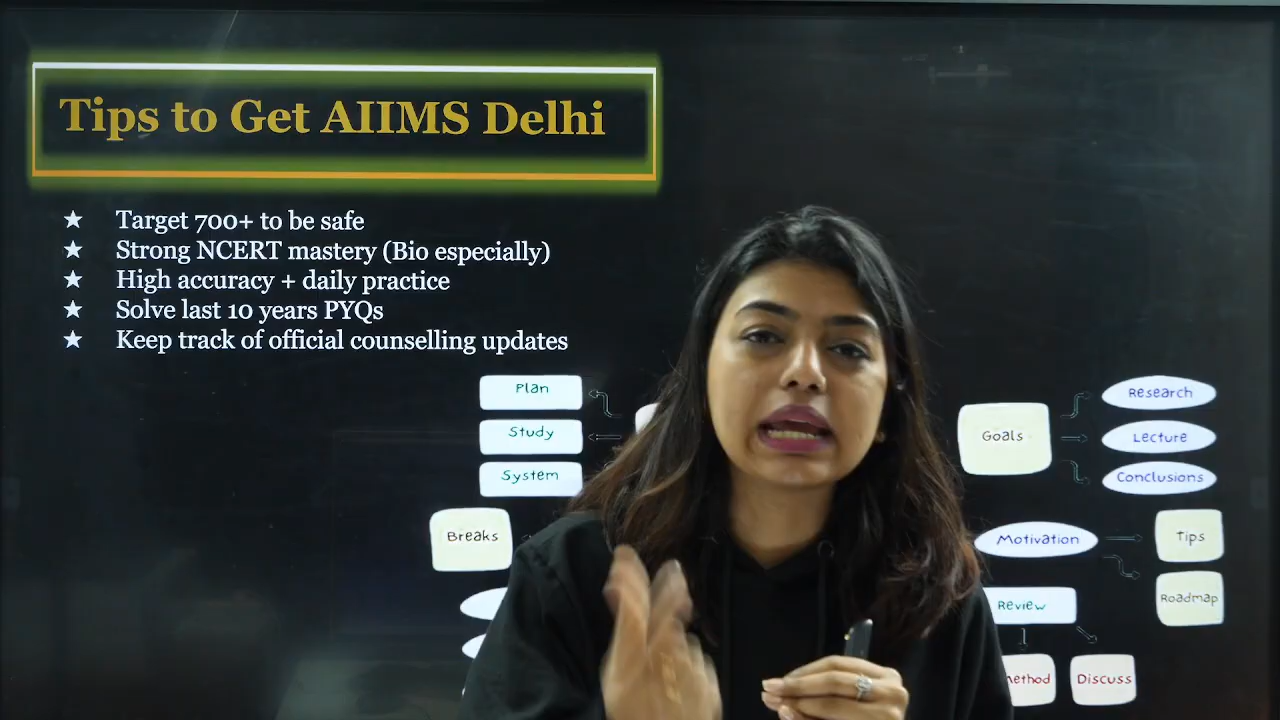 Tips to Get AIIMS Delhi
★ Target 700+ to be safe
★ Strong NCERT mastery (Bio especially)
★ High accuracy + daily practice
★ Solve last 10 years PYQs
★ Keep track of official counselling updates
Plan
Study
System
Breaks
Goals
Research
Lecture
Conclusions
Motivation
Tips
Roadmap
Review
Discuss